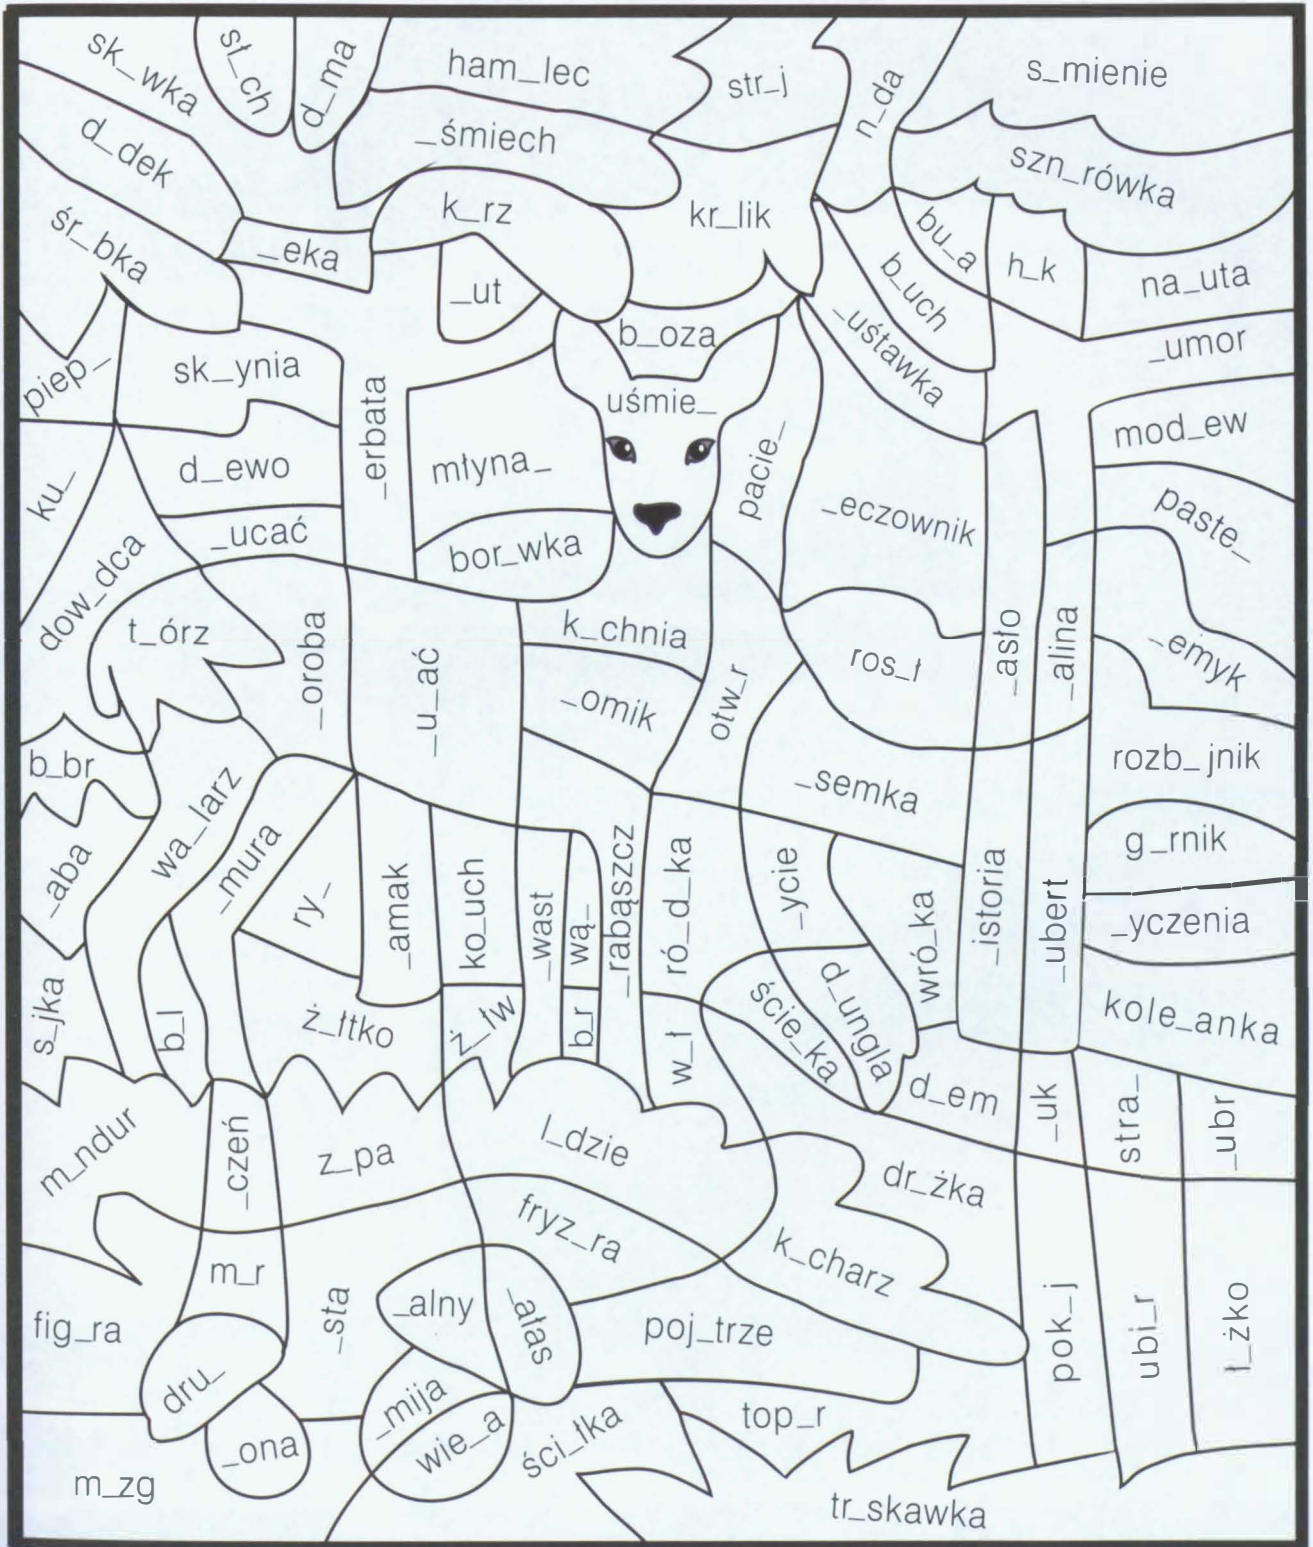 sk_wka
st_ch
d_ma
ham_lec
str_j
n_da
s_mienie
d_dek
_śmiech
szn_rówka
śr_bka
_eka
k_rz
kr_lik
bu_a
h_k
na_uta
_ut
b_uch
piep_
sk_ynia
b_oza
_uśtawka
_umor
_erbata
uśmie_
mod_ew
ku_
d_ewo
młyna_
pacie_
_eczownik
paste_
_ucać
bor_wka
dow_dca
t_órz
_oroba
_u_ać
k_chnia
_omik
otw_r
ros_ł
_asło
_alina
_emyk
b_br
wa_larz
_semka
rozb_jnik
_aba
_mura
ry_
_amak
ko_uch
_wast
wą_
_rabąszcz
ró_d_ka
_ycie
wró_ka
_istoria
_ubert
g_rnik
_yczenia
s_jka
b_l
ż_łtko
ż_łw
b_r
w_ł
ście_ka
d_ungla
kole_anka
m_ndur
_czeń
z_pa
l_dzie
d_em
_uk
stra_
_ubr
dr_żka
fryz_ra
k_charz
m_r
fig_ra
_sta
_alny
_ałas
poj_trze
pok_j
ubi_r
ł_żko
dru_
_mija
_ona
wie_a
ści_łka
top_r
m_zg
tr_skawka